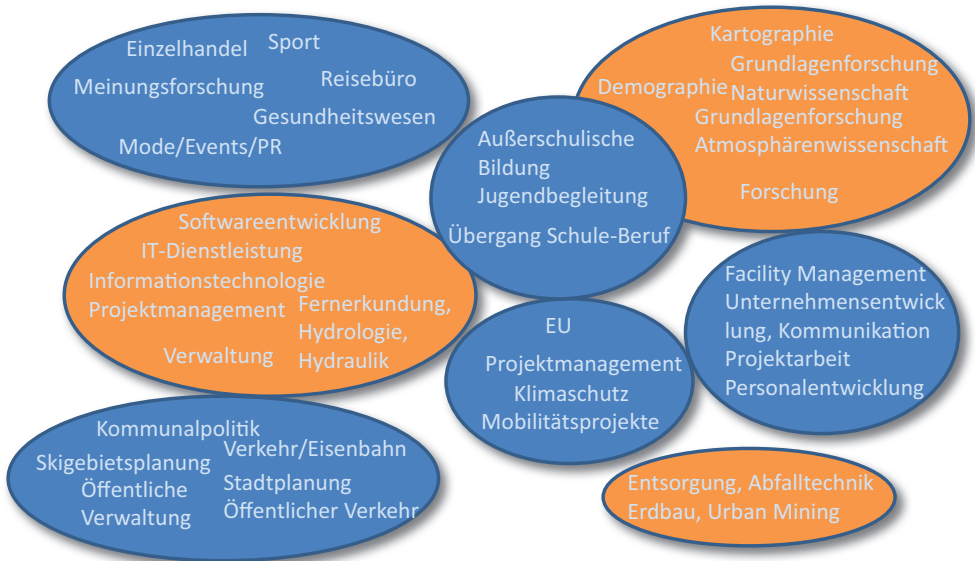 Einzelhandel
Sport
Meinungsforschung
Reisebüro
Gesundheitswesen
Mode/Events/PR
Kartographie
Grundlagenforschung
Demographie
Naturwissenschaft
Grundlagenforschung
Atmosphärenwissenschaft
Forschung
Außerschulische
Bildung
Jugendbegleitung
Übergang Schule-Beruf
Softwareentwicklung
IT-Dienstleistung
Informationstechnologie
Projektmanagement
Fernerkundung,
Hydrologie,
Hydraulik
Verwaltung
EU
Projektmanagement
Klimaschutz
Mobilitätsprojekte
Facility Management
Unternehmensentwick
lung, Kommunikation
Projektarbeit
Personalentwicklung
Kommunalpolitik
Verkehr/Eisenbahn
Skigebietsplanung
Öffentliche
Verwaltung
Stadtplanung
Öffentlicher Verkehr
Entsorgung, Abfalltechnik
Erdbau, Urban Mining